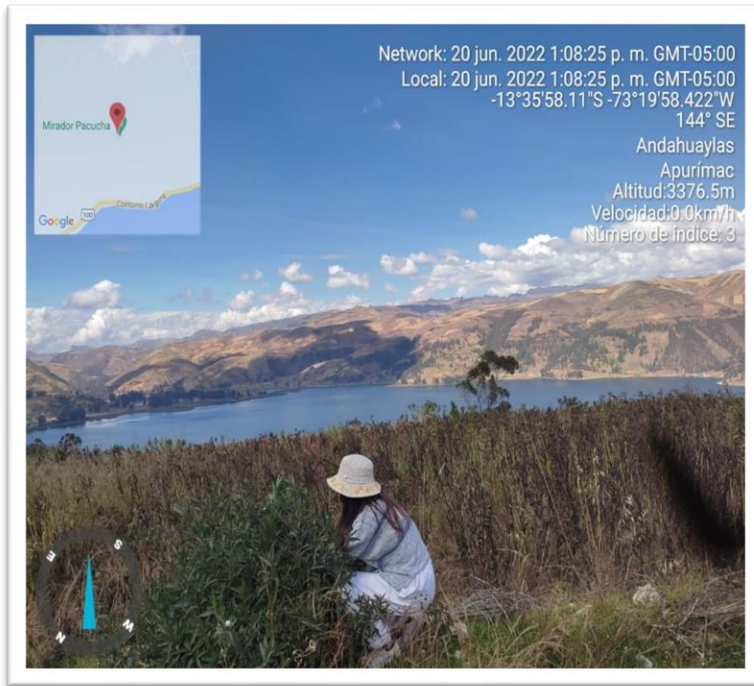 Network: 20 jun. 2022 1:08:25 p. m. GMT-05:00
Local: 20 jun. 2022 1:08:25 p. m. GMT-05:00
-13°35'58.11"S -73°19'58.422"W
144° SE
Andahuaylas
Apurímac
Altitud:3376.5m
Velocidad:0.0km/h
Número de índice: 3
Mirador Pacucha
Google
100
Contorno La
E
S
N
W